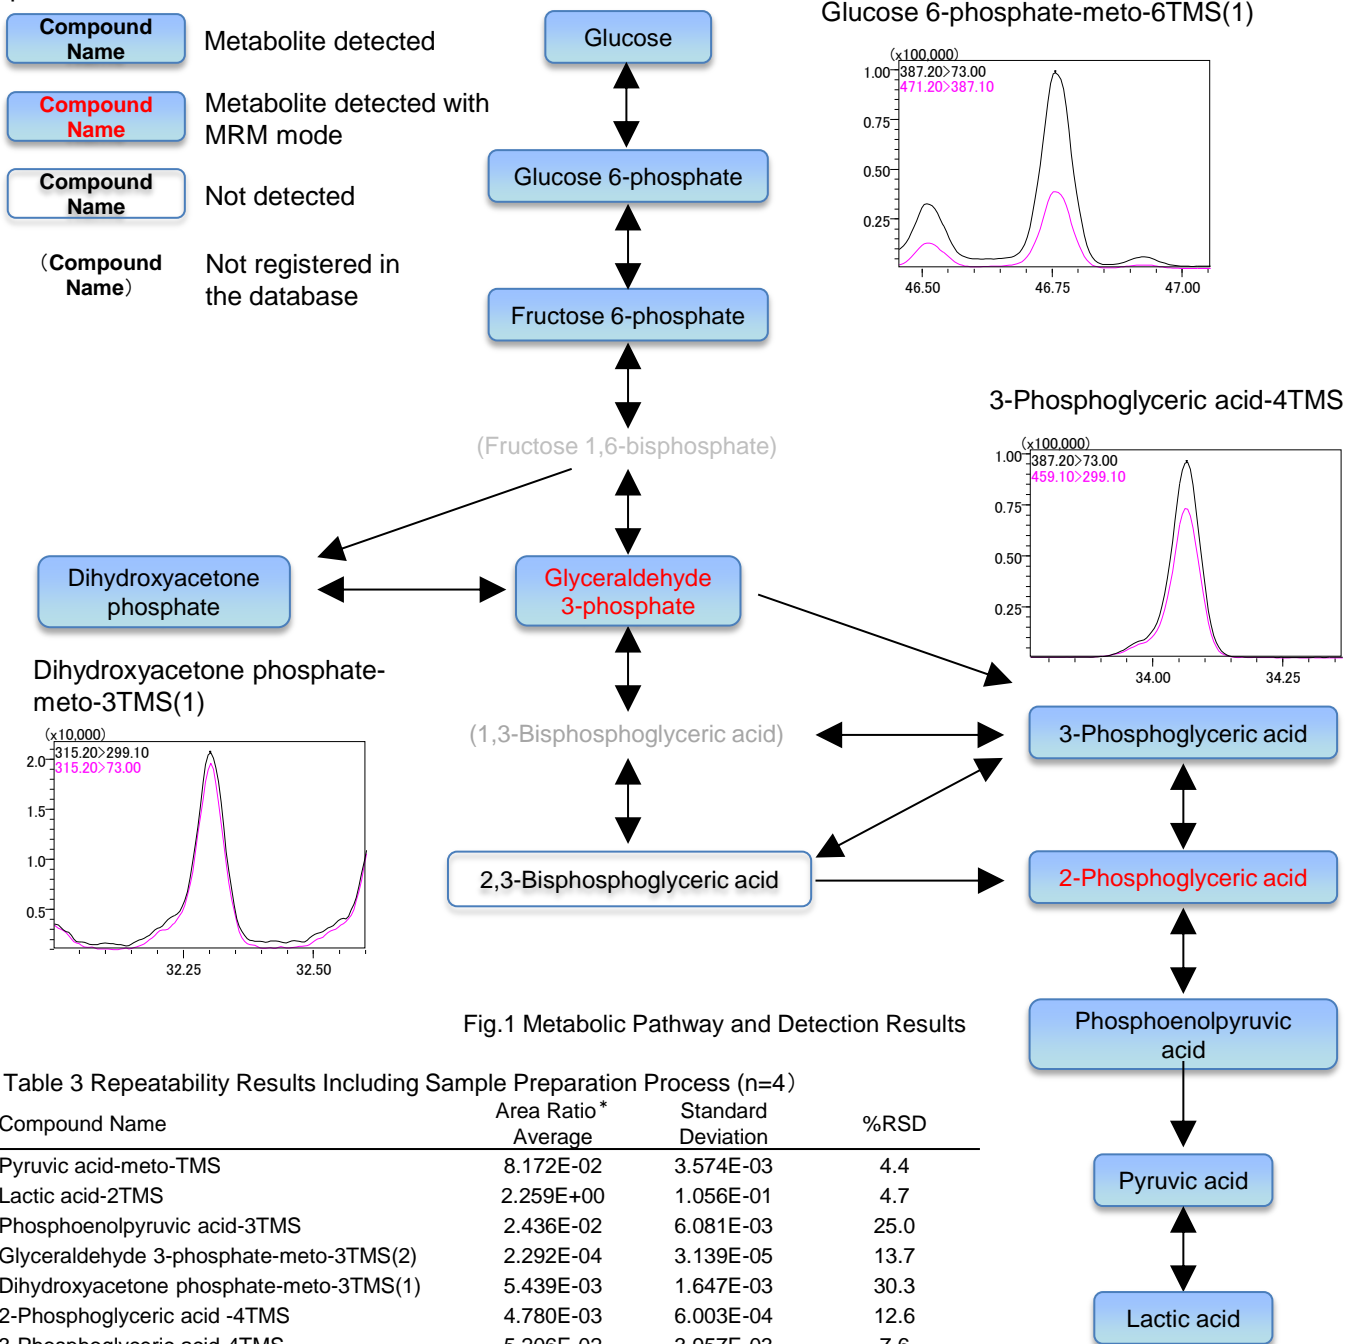 Compound
Name
Metabolite detected
Compound
Name
Metabolite detected with
MRM mode
Compound
Name
Not detected
（Compound
Name）
Not registered in
the database
Glucose
Glucose 6-phosphate
Fructose 6-phosphate
(Fructose 1,6-bisphosphate)
Dihydroxyacetone
phosphate
Glyceraldehyde
3-phosphate
(1,3-Bisphosphoglyceric acid)
2,3-Bisphosphoglyceric acid
3-Phosphoglyceric acid
2-Phosphoglyceric acid
Phosphoenolpyruvic
acid
Pyruvic acid
Lactic acid
Glucose 6-phosphate-meto-6TMS(1)
(x100,000)
387.20>73.00
471.20>387.10
1.00
0.75
0.50
0.25
46.50 46.75 47.00
3-Phosphoglyceric acid-4TMS
(x100,000)
387.20>73.00
459.10>299.10
1.00
0.75
0.50
0.25
34.00 34.25
Dihydroxyacetone phosphate-
meto-3TMS(1)
(x10,000)
315.20>299.10
315.20>73.00
2.0
1.5
1.0
0.5
32.25 32.50
Fig.1 Metabolic Pathway and Detection Results
Table 3 Repeatability Results Including Sample Preparation Process (n=4）
Compound Name Area Ratio* Average Standard Deviation %RSD
Pyruvic acid-meto-TMS 8.172E-02 3.574E-03 4.4
Lactic acid-2TMS 2.259E+00 1.056E-01 4.7
Phosphoenolpyruvic acid-3TMS 2.436E-02 6.081E-03 25.0
Glyceraldehyde 3-phosphate-meto-3TMS(2) 2.292E-04 3.139E-05 13.7
Dihydroxyacetone phosphate-meto-3TMS(1) 5.439E-03 1.647E-03 30.3
2-Phosphoglyceric acid -4TMS 4.780E-03 6.003E-04 12.6
3-Phosphoglyceric acid-4TMS 5.206E-02 3.957E-03 7.6